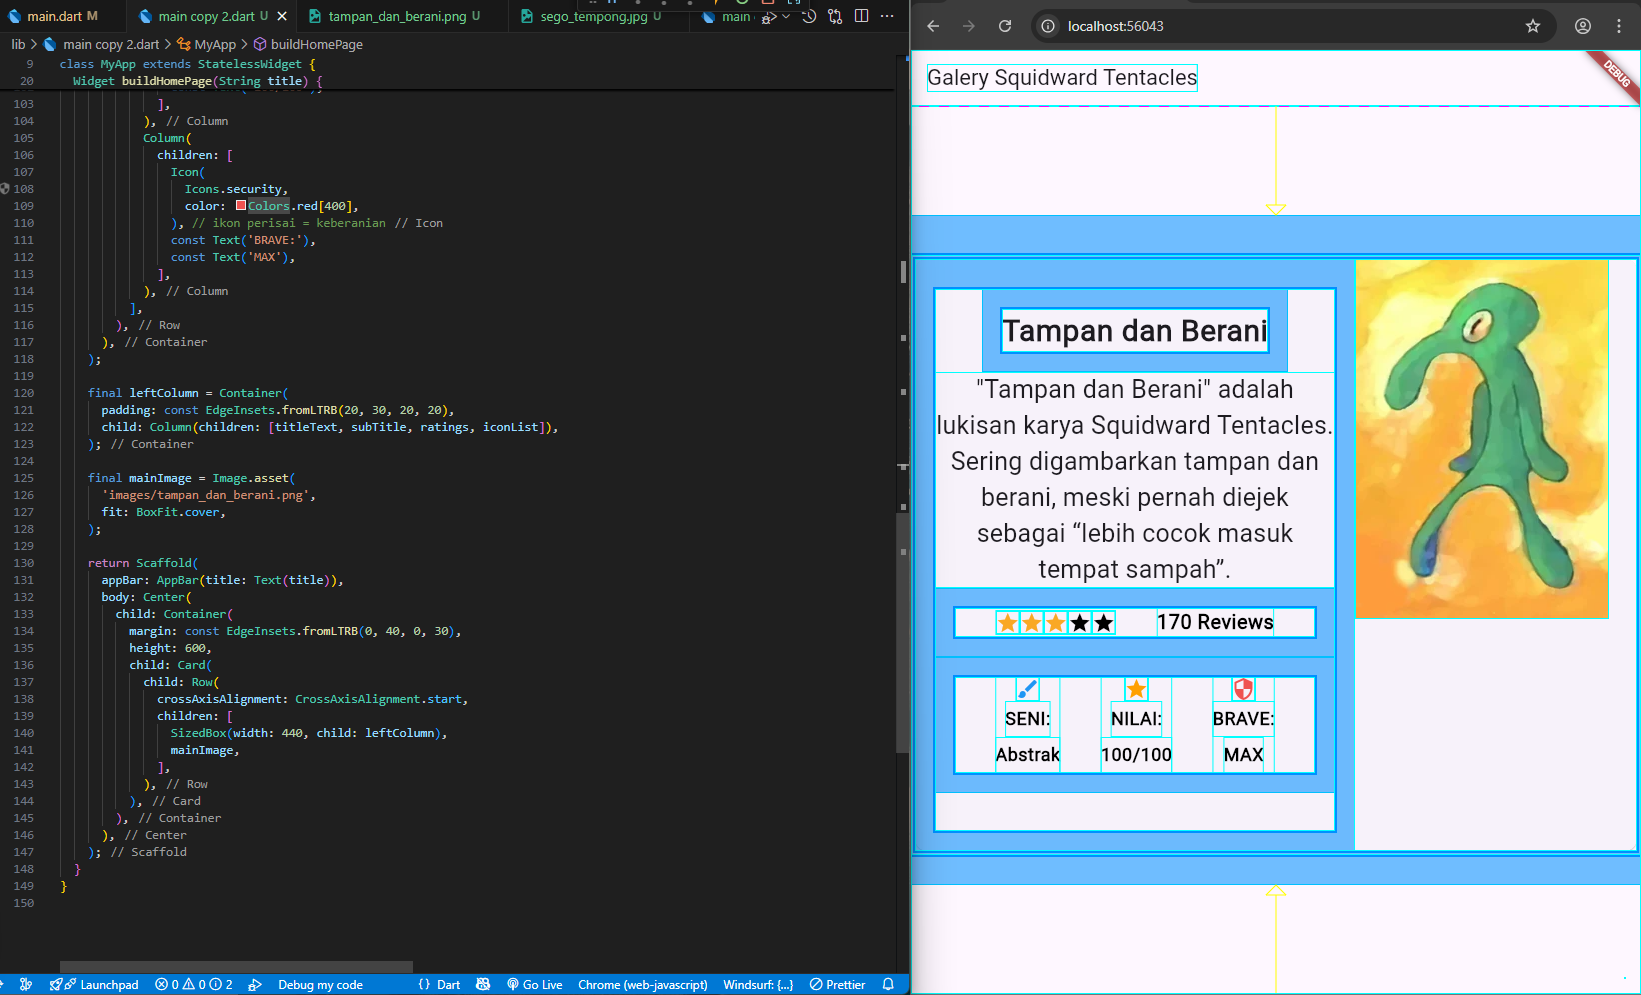 main.dart M
main copy 2.dart U
tampan_dan_berani.png U
sego_tempong.jpg U
main
lib > main copy 2.dart > MyApp > buildHomePage
9 class MyApp extends StatelessWidget {
20 Widget buildHomePage(String title) {
103 ],
104 ), // Column
105 Column(
106 children: [
107 Icon(
108 Icons.security,
109 color: Colors.red[400],
110 ), // ikon perisai = keberanian // Icon
111 const Text('BRAVE:'),
112 const Text('MAX'),
113 ],
114 ), // Column
115 ],
116 ), // Row
117 ), // Container
118 );
119
120 final leftColumn = Container(
121 padding: const EdgeInsets.fromLTRB(20, 30, 20, 20),
122 child: Column(children: [titleText, subTitle, ratings, iconList]),
123 ); // Container
124
125 final mainImage = Image.asset(
126 'images/tampan_dan_berani.png',
127 fit: BoxFit.cover,
128 );
129
130 return Scaffold(
131 appBar: AppBar(title: Text(title)),
132 body: Center(
133 child: Container(
134 margin: const EdgeInsets.fromLTRB(0, 40, 0, 30),
135 height: 600,
136 child: Card(
137 child: Row(
138 crossAxisAlignment: CrossAxisAlignment.start,
139 children: [
140 SizedBox(width: 440, child: leftColumn),
141 mainImage,
142 ],
143 ), // Row
144 ), // Card
145 ), // Container
146 ), // Center
147 ); // Scaffold
148 }
149 }
150
Launchpad
0 0 2
Debug my code
{} Dart
Go Live
Chrome (web-javascript)
Windsurf: {...}
Prettier
localhost:56043
Galery Squidward Tentacles
DEBUG
Tampan dan Berani
"Tampan dan Berani" adalah
lukisan karya Squidward Tentacles.
Sering digambarkan tampan dan
berani, meski pernah diejek
sebagai “lebih cocok masuk
tempat sampah”.
170 Reviews
SENI:
Abstrak
NILAI:
100/100
BRAVE:
MAX